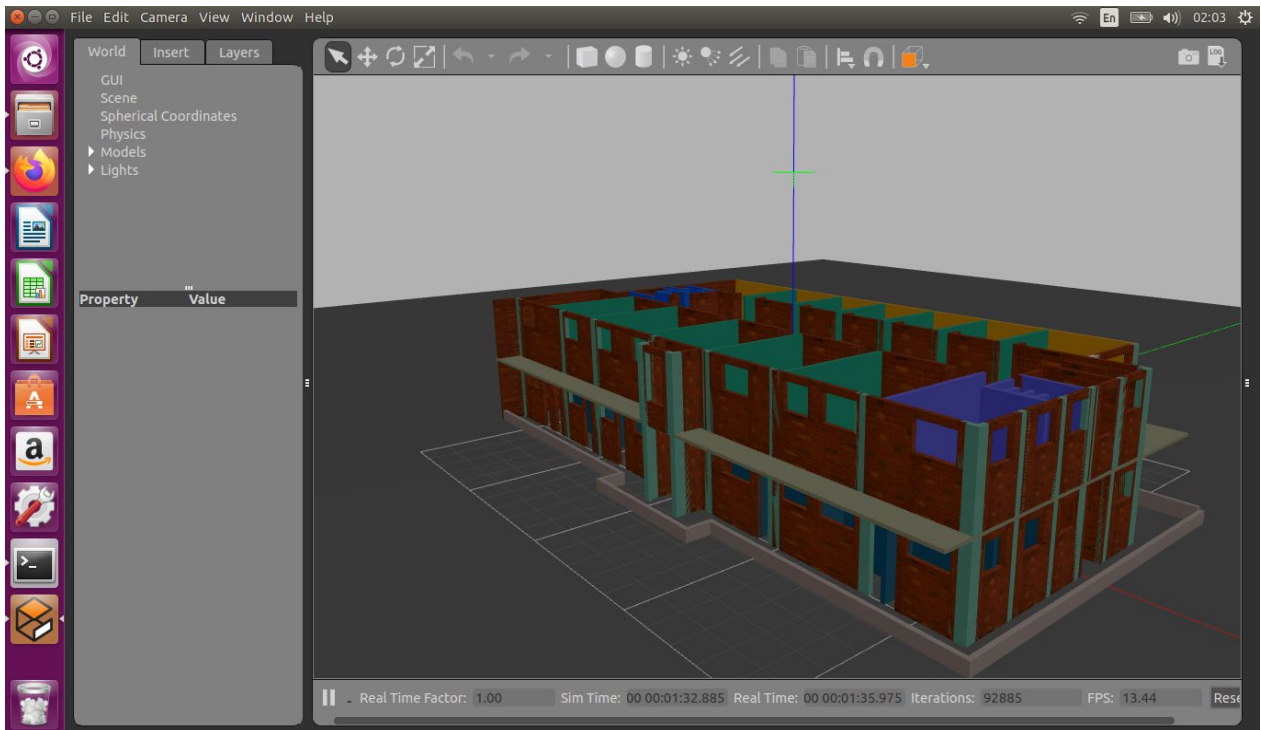 File Edit Camera View Window Help
En
02:03
World Insert Layers
GUI
Scene
Spherical Coordinates
Physics
Models
Lights
Property Value
LOG
Real Time Factor: 1.00 Sim Time: 00 00:01:32.885 Real Time: 00 00:01:35.975 Iterations: 92885 FPS: 13.44 Rese
A
a
>_